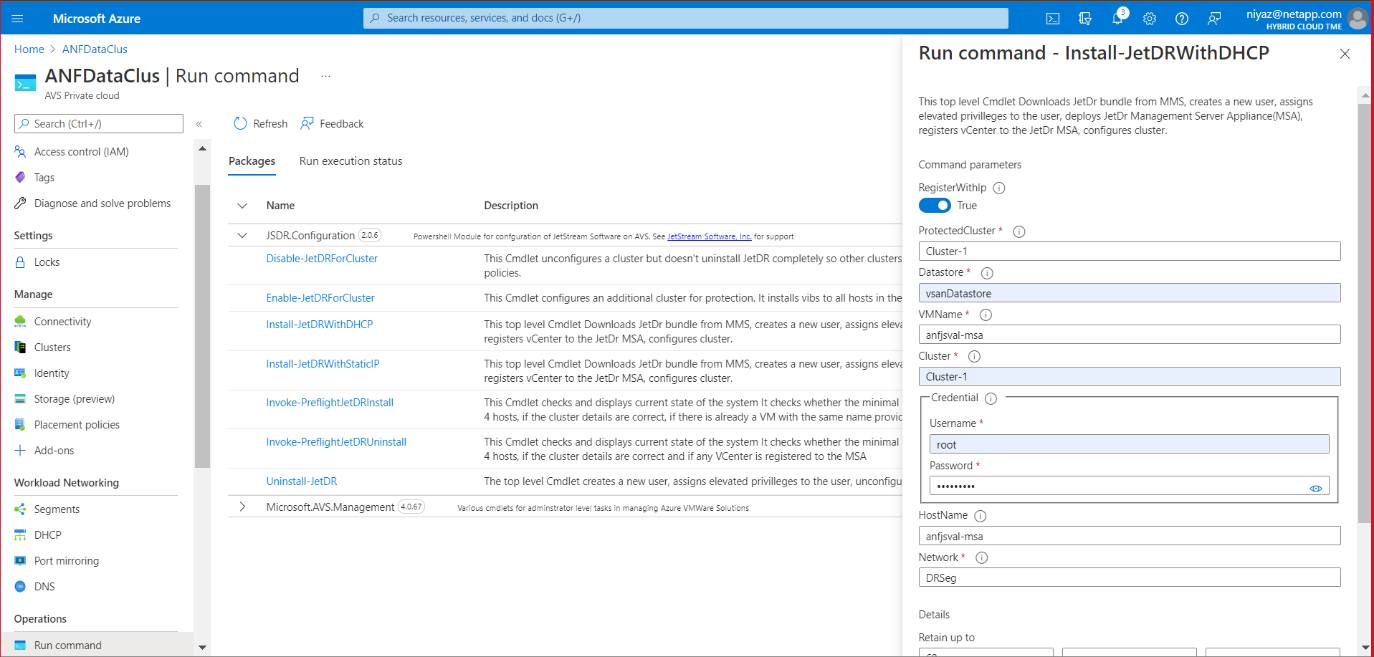 Microsoft Azure
Search resources, services, and docs (G+/)
3
niyaz@netapp.com
HYBRID CLOUD TME
Home > ANFDataClus
ANFDataClus | Run command ...
AVS Private cloud
Search (Ctrl+/)
«
Access control (IAM)
Tags
Diagnose and solve problems
Settings
Locks
Manage
Connectivity
Clusters
Identity
Storage (preview)
Placement policies
Add-ons
Workload Networking
Segments
DHCP
Port mirroring
DNS
Operations
Run command
Refresh
Feedback
Packages
Run execution status
Name
Description
JSDR.Configuration 2.0.6
Powershell Module for configuration of JetStream Software on AVS. See JetStream Software, Inc. for support
Disable-JetDRForCluster
This Cmdlet unconfigures a cluster but doesn't uninstall JetDR completely so other clusters
policies.
Enable-JetDRForCluster
This Cmdlet configures an additional cluster for protection. It installs vibs to all hosts in the
Install-JetDRWithDHCP
This top level Cmdlet Downloads JetDr bundle from MMS, creates a new user, assigns eleva
registers vCenter to the JetDr MSA, configures cluster.
Install-JetDRWithStaticIP
This top level Cmdlet Downloads JetDr bundle from MMS, creates a new user, assigns eleva
registers vCenter to the JetDr MSA, configures cluster.
Invoke-PreflightJetDRInstall
This Cmdlet checks and displays current state of the system It checks whether the minimal
4 hosts, if the cluster details are correct, if there is already a VM with the same name provid
Invoke-PreflightJetDRUninstall
This Cmdlet checks and displays current state of the system It checks whether the minimal
4 hosts, if the cluster details are correct and if any VCenter is registered to the MSA
Uninstall-JetDR
The top level Cmdlet creates a new user, assigns elevated privilleges to the user, unconfigu
Microsoft.AVS.Management 4.0.67
Various cmdlets for adminstrator level tasks in managing Azure VMWare Solutions
Run command - Install-JetDRWithDHCP
This top level Cmdlet Downloads JetDr bundle from MMS, creates a new user, assigns
elevated privilleges to the user, deploys JetDr Management Server Appliance(MSA),
registers vCenter to the JetDr MSA, configures cluster.
Command parameters
RegisterWithIp
True
ProtectedCluster *
Cluster-1
Datastore *
vsanDatastore
VMName *
anfjsval-msa
Cluster *
Cluster-1
Credential
Username *
root
Password *
•••••••••
HostName
anfjsval-msa
Network *
DRSeg
Details
Retain up to